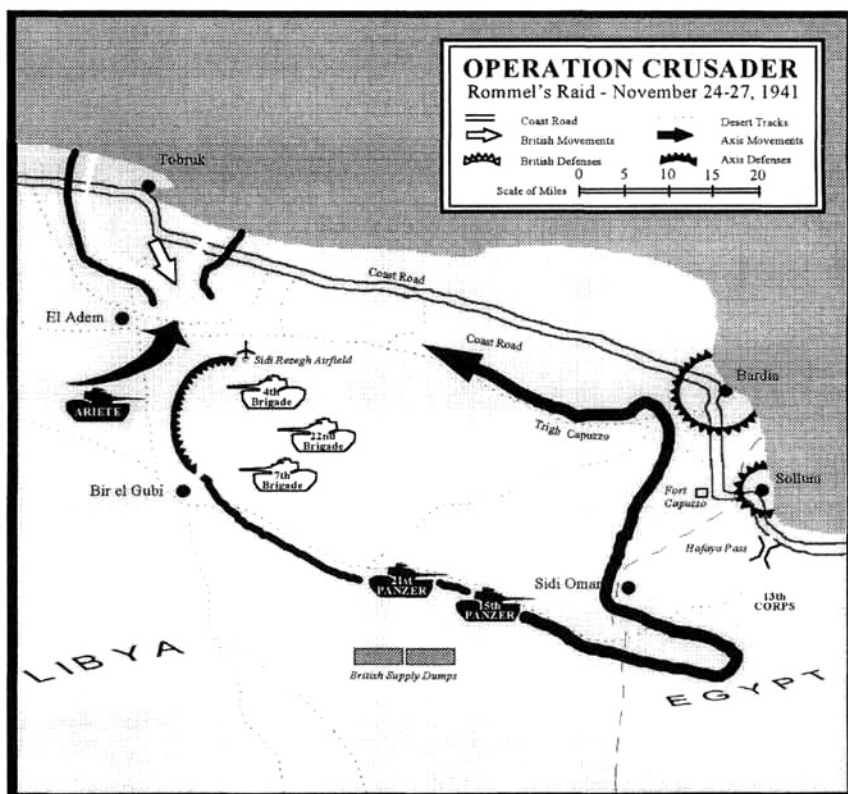 OPERATION CRUSADER
Rommel's Raid - November 24-27, 1941
Coast Road
Desert Tracks
British Movements
Axis Movements
British Defenses
Axis Defenses
0 5 10 15 20
Scale of Miles
Tobruk
Coast Road
El Adem
Sidi Rezegh Airfield
Coast Road
ARIETE
4th
Brigade
Bardia
22nd
Brigade
Trigh Capuzzo
7th
Brigade
Bir el Gubi
Fort
Capuzzo
Sollum
Hafaya Pass
21st
PANZER
15th
PANZER
Sidi Omar
13th
CORPS
British Supply Dumps
LIBYA
EGYPT